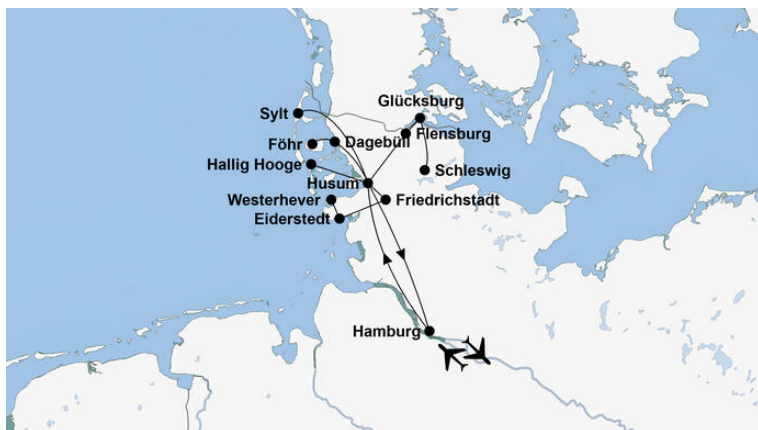 Glücksburg
Sylt
Flensburg
Föhr
Dagebüll
Hallig Hooge
Schleswig
Husum
Westerhever
Friedrichstadt
Eiderstedt
Hamburg